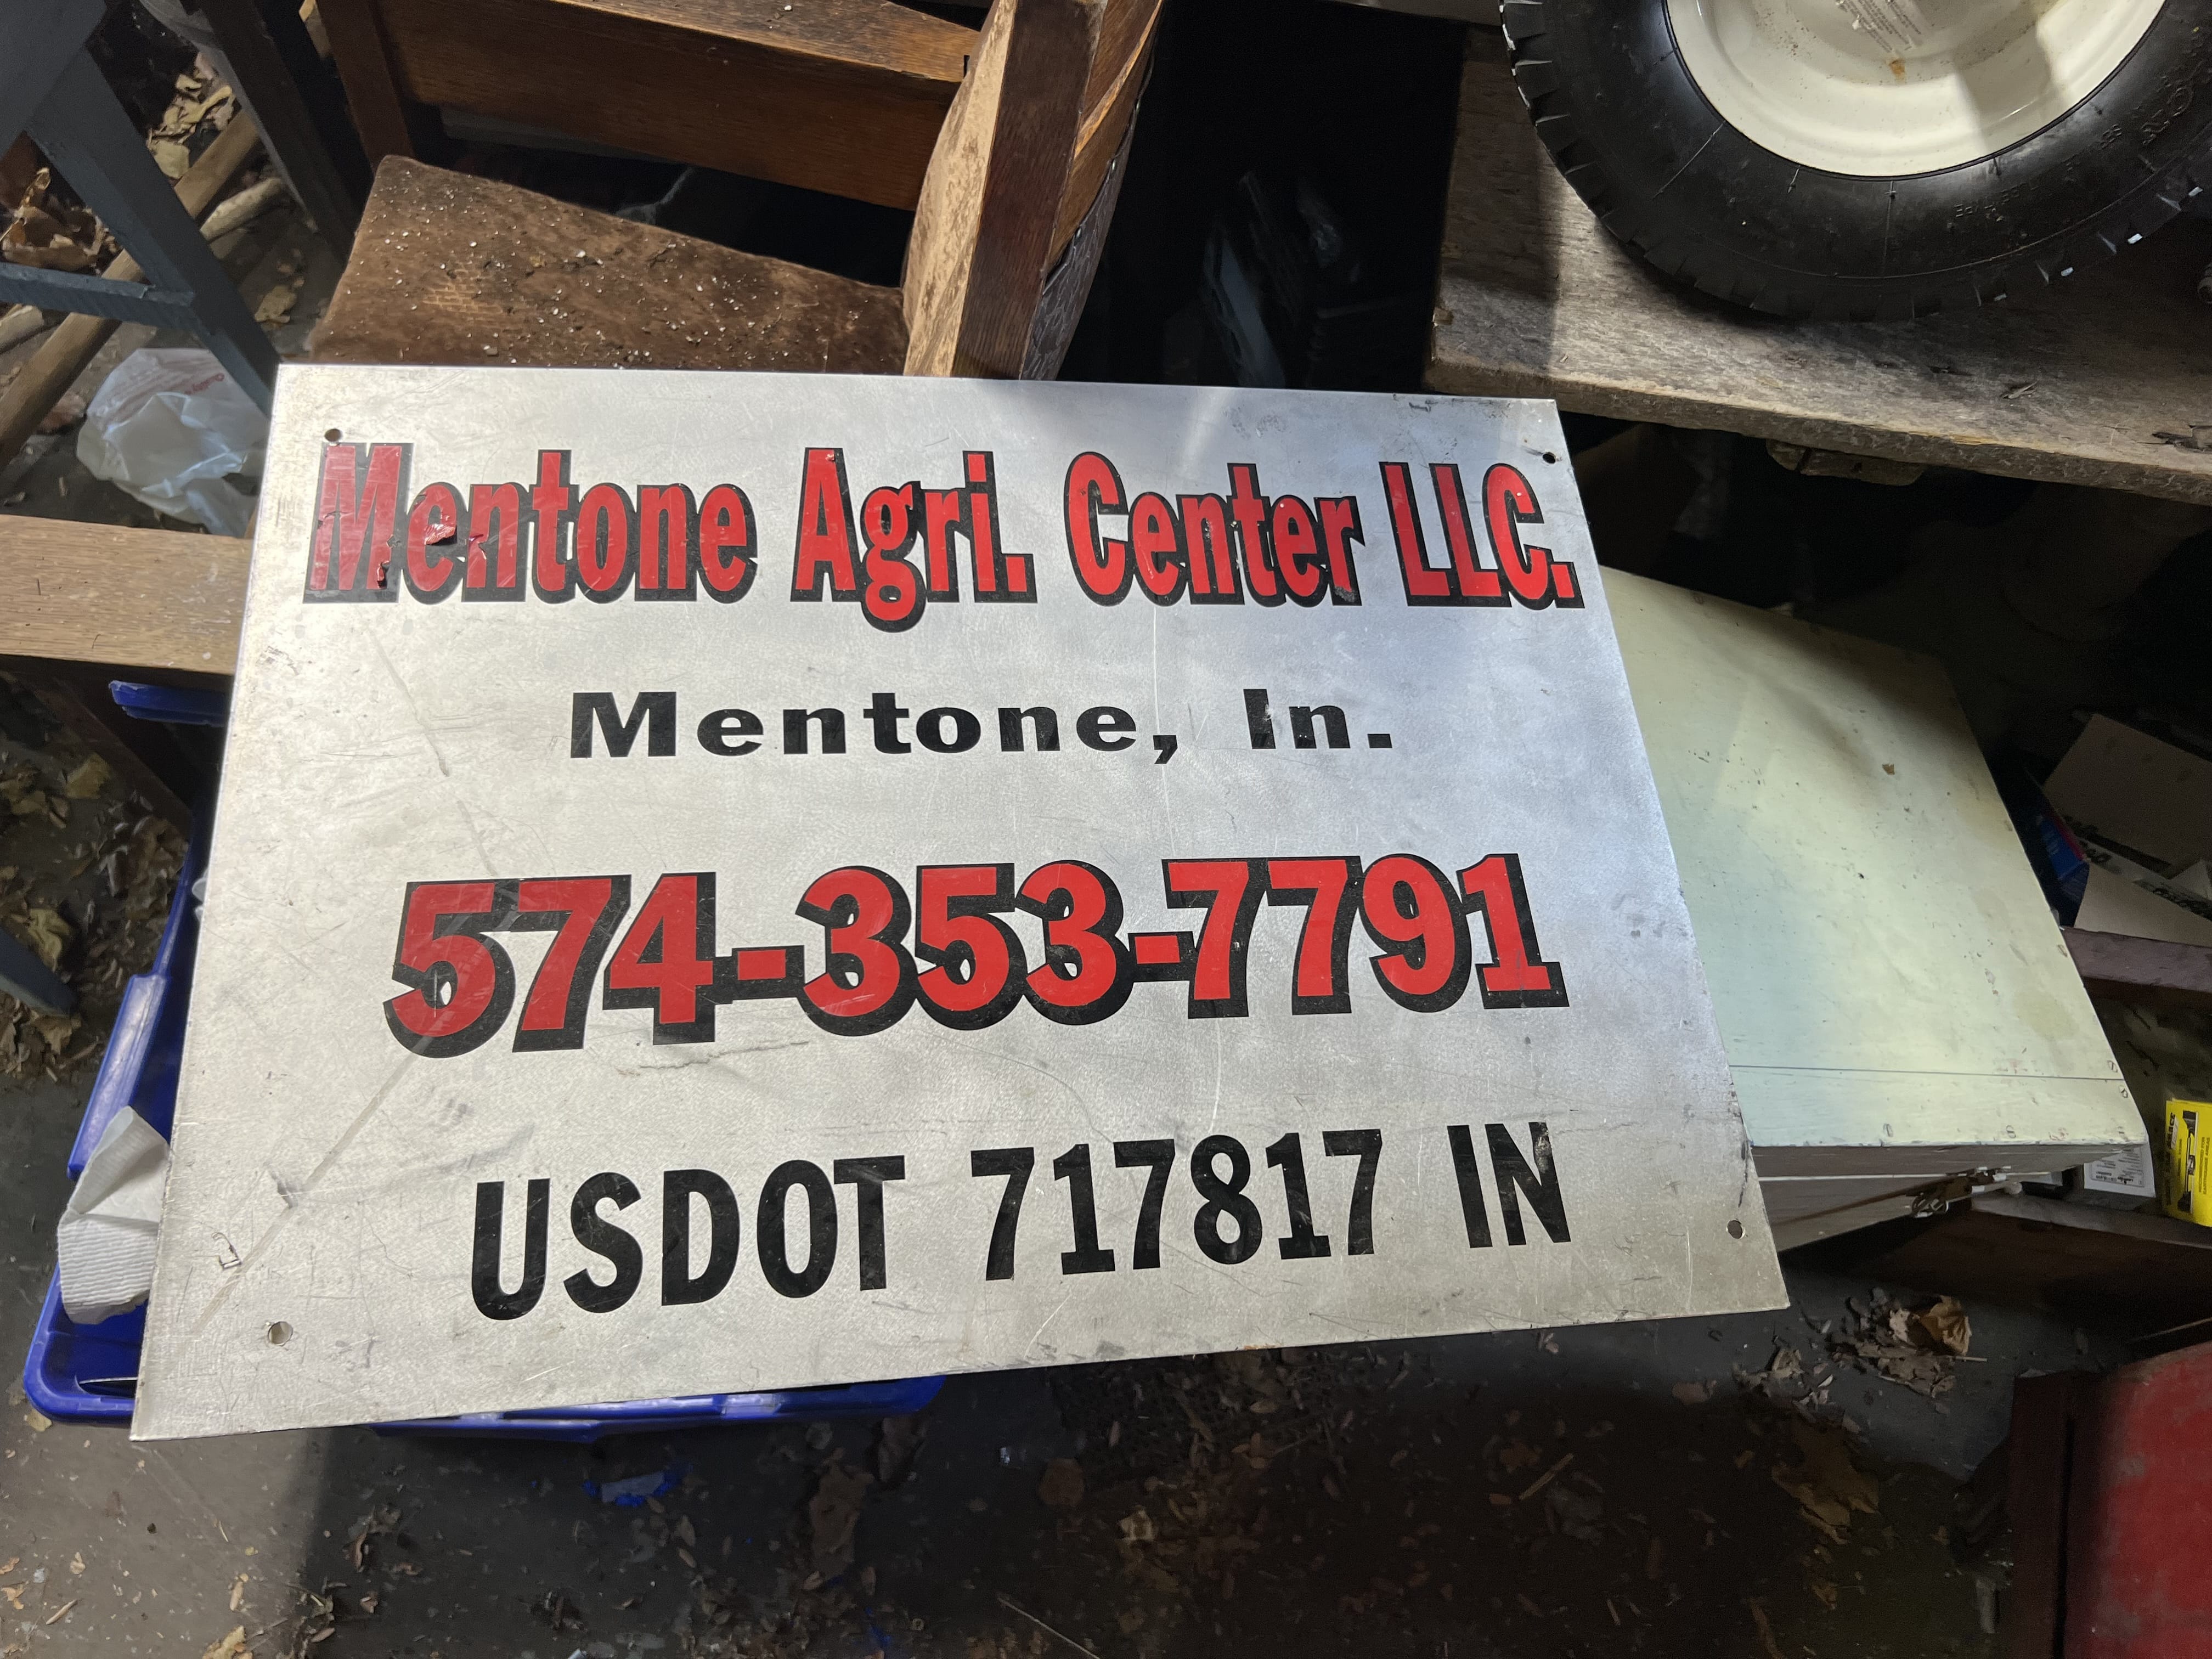 Mentone Agri. Center LLC.
Mentone, In.
574-353-7791
USDOT 717817 IN